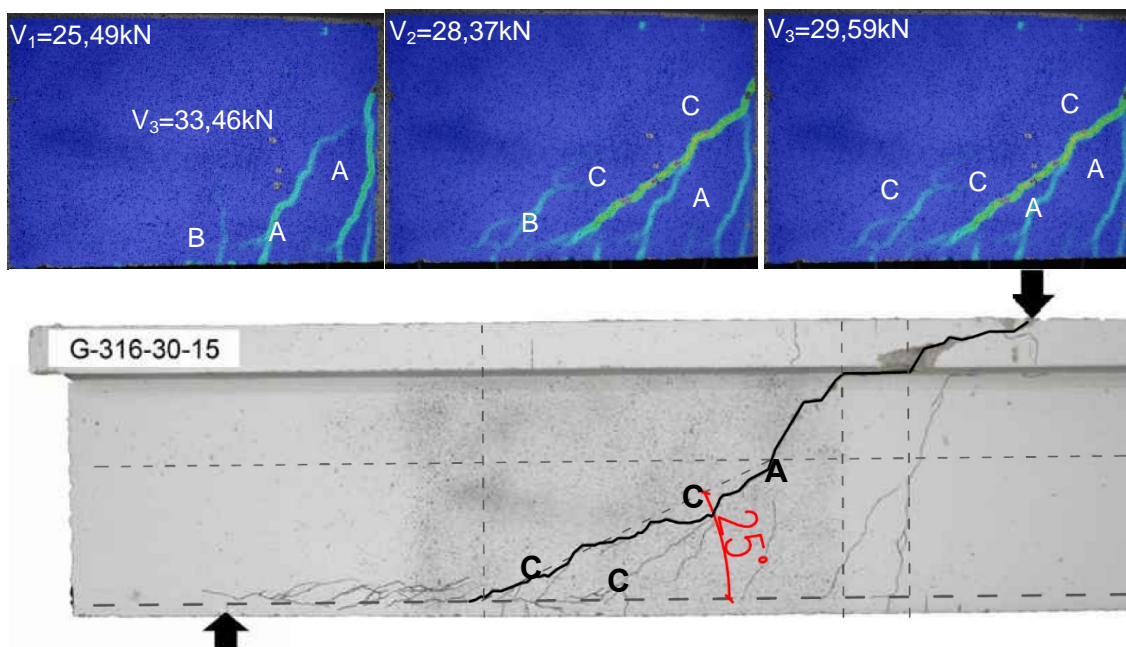 V1=25,49kN
V2=28,37kN
V3=29,59kN
V3=33,46kN
C
C
A
A
C
C
C
A
A
B
A
B
G-316-30-15
A
C
25°
C
C